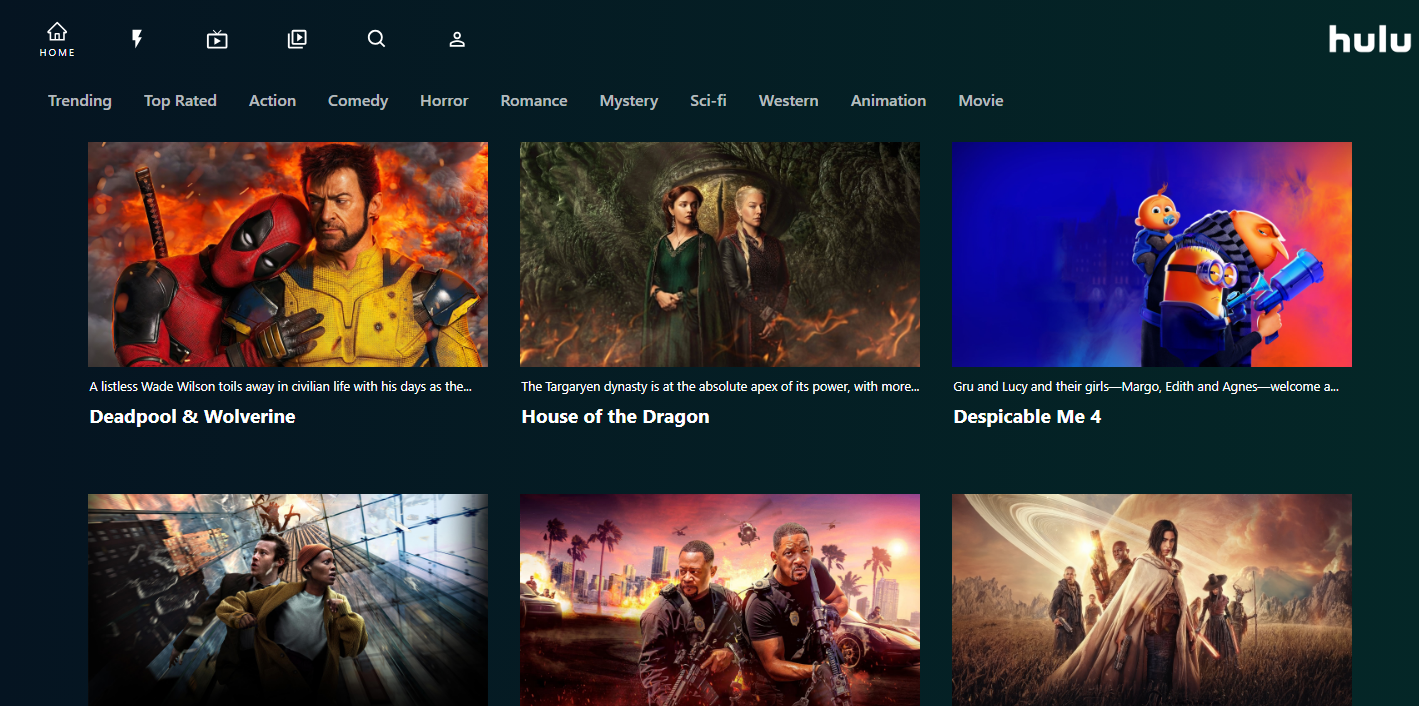 HOME
hulu
Trending Top Rated Action Comedy Horror Romance Mystery Sci-fi Western Animation Movie
A listless Wade Wilson toils away in civilian life with his days as the...
Deadpool & Wolverine
The Targaryen dynasty is at the absolute apex of its power, with more...
House of the Dragon
Gru and Lucy and their girls—Margo, Edith and Agnes—welcome a...
Despicable Me 4